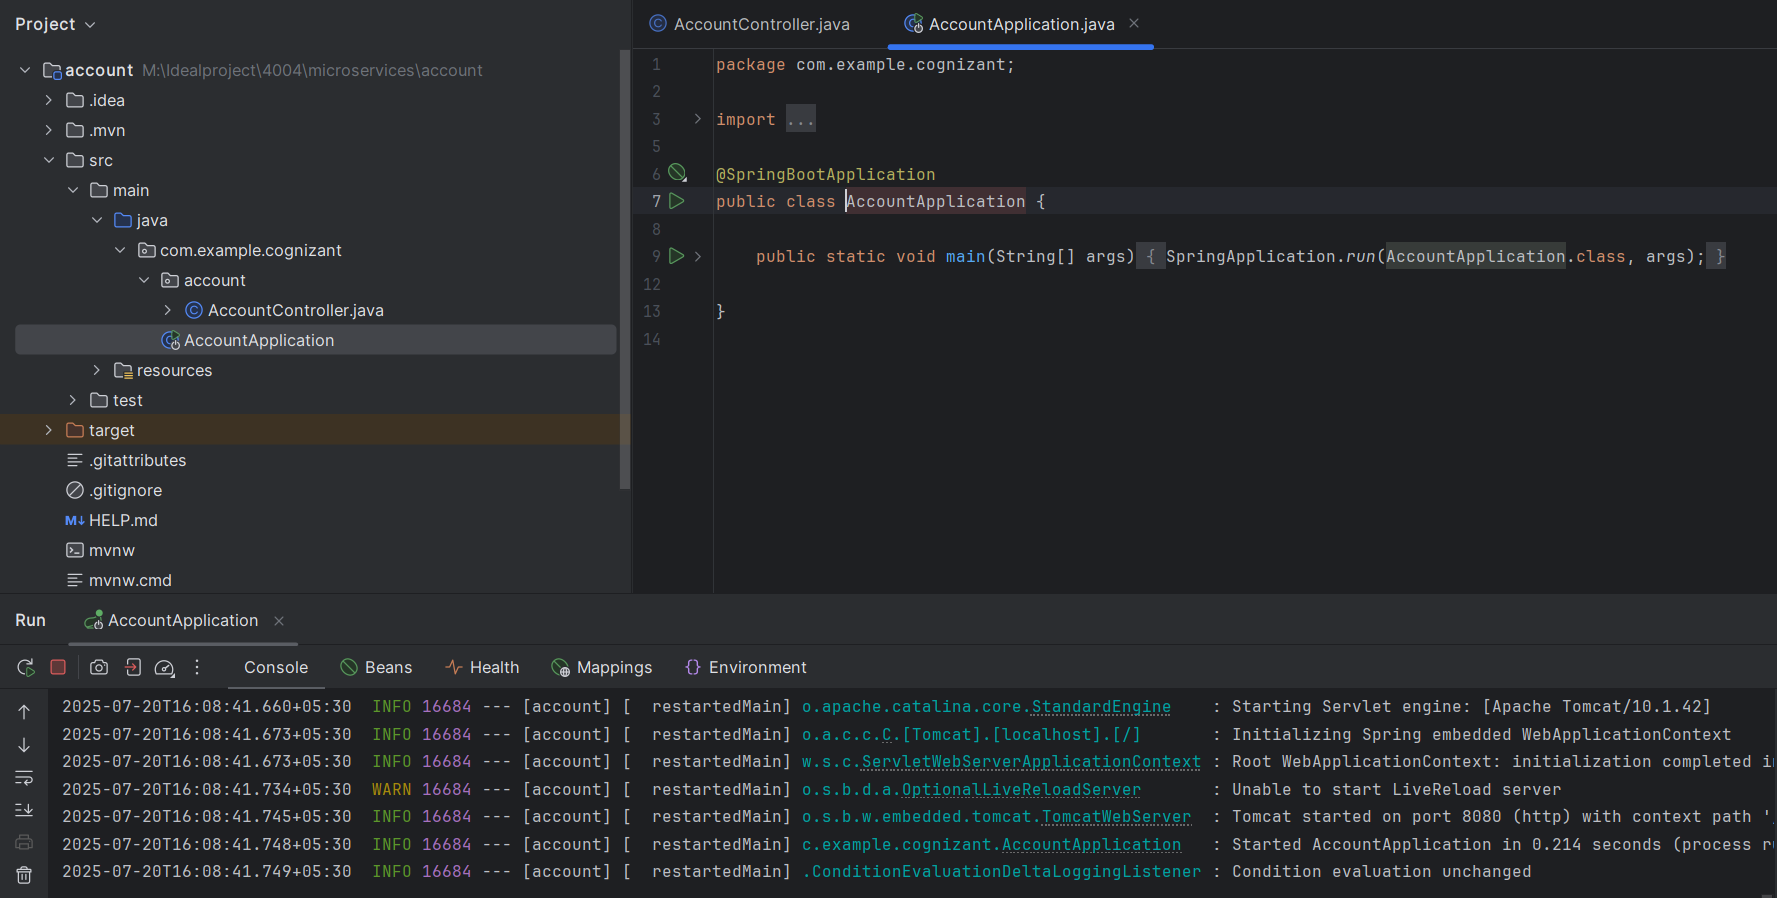 Project
account M:\Idealproject\4004\microservices\account
.idea
.mvn
src
main
java
com.example.cognizant
account
AccountController.java
AccountApplication
resources
test
target
.gitattributes
.gitignore
M↓ HELP.md
mvnw
mvnw.cmd
AccountController.java AccountApplication.java
1 package com.example.cognizant;
2
3 import ...
5
6 @SpringBootApplication
7 public class AccountApplication {
8
9 public static void main(String[] args) { SpringApplication.run(AccountApplication.class, args); }
12
13 }
14
Run AccountApplication
Console Beans Health Mappings Environment
2025-07-20T16:08:41.660+05:30 INFO 16684 --- [account] [ restartedMain] o.apache.catalina.core.StandardEngine : Starting Servlet engine: [Apache Tomcat/10.1.42]
2025-07-20T16:08:41.673+05:30 INFO 16684 --- [account] [ restartedMain] o.a.c.c.C.[Tomcat].[localhost].[/] : Initializing Spring embedded WebApplicationContext
2025-07-20T16:08:41.673+05:30 INFO 16684 --- [account] [ restartedMain] w.s.c.ServletWebServerApplicationContext : Root WebApplicationContext: initialization completed in
2025-07-20T16:08:41.734+05:30 WARN 16684 --- [account] [ restartedMain] o.s.b.d.a.OptionalLiveReloadServer : Unable to start LiveReload server
2025-07-20T16:08:41.745+05:30 INFO 16684 --- [account] [ restartedMain] o.s.b.w.embedded.tomcat.TomcatWebServer : Tomcat started on port 8080 (http) with context path '
2025-07-20T16:08:41.748+05:30 INFO 16684 --- [account] [ restartedMain] c.example.cognizant.AccountApplication : Started AccountApplication in 0.214 seconds (process r
2025-07-20T16:08:41.749+05:30 INFO 16684 --- [account] [ restartedMain] .ConditionEvaluationDeltaLoggingListener : Condition evaluation unchanged